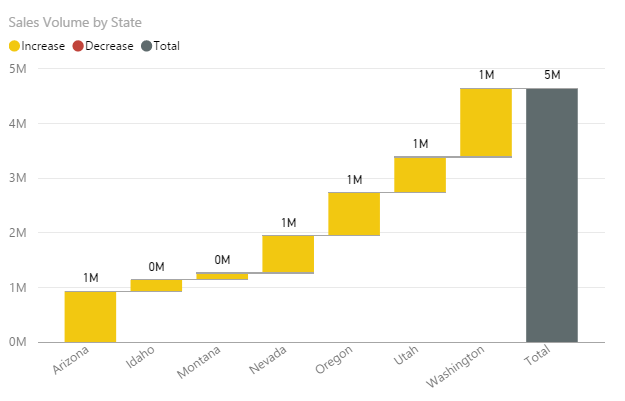 Sales Volume by State
Increase Decrease Total
5M
4M
3M
2M
1M
0M
1M
0M
0M
1M
1M
1M
1M
5M
Arizona
Idaho
Montana
Nevada
Oregon
Utah
Washington
Total